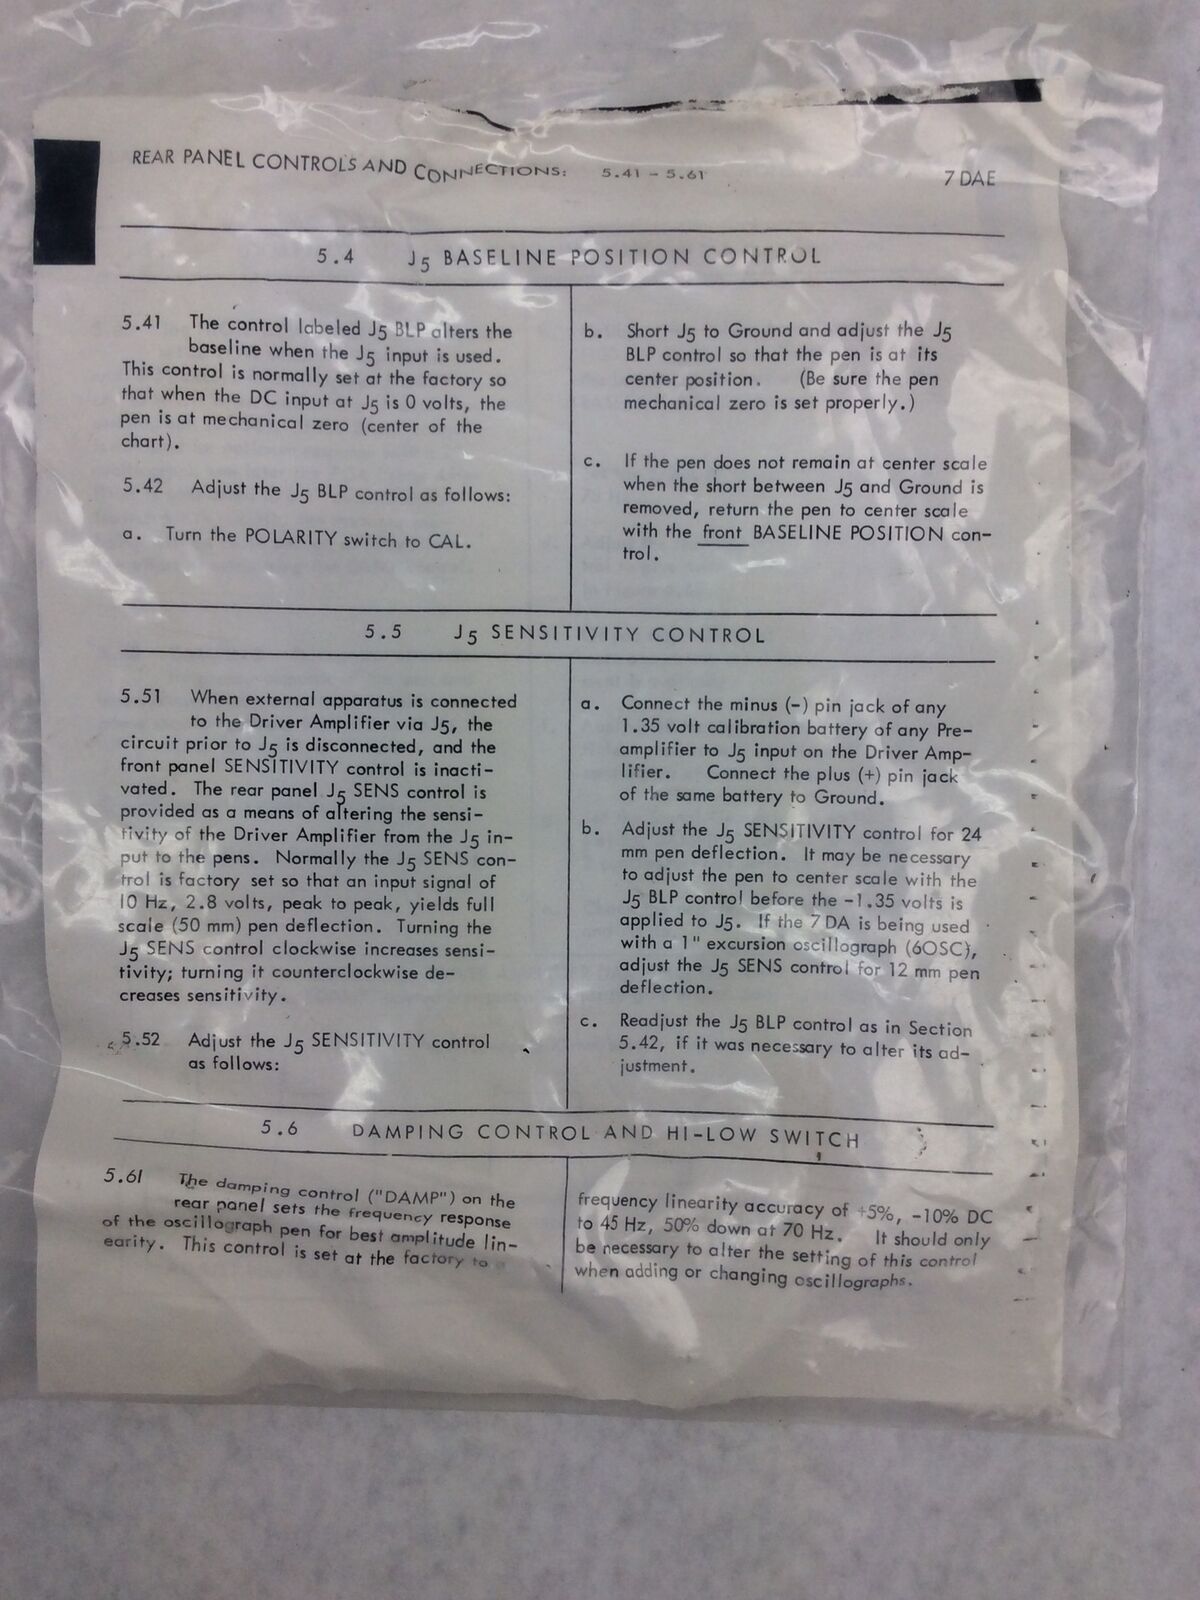 REAR PANEL CONTROLS AND CONNECTIONS: 5.41 - 5.61
7 DAE
5.4 J5 BASELINE POSITION CONTROL
5.41 The control labeled J5 BLP alters the
baseline when the J5 input is used.
This control is normally set at the factory so
that when the DC input at J5 is 0 volts, the
pen is at mechanical zero (center of the
chart).
5.42 Adjust the J5 BLP control as follows:
a. Turn the POLARITY switch to CAL.
b. Short J5 to Ground and adjust the J5
BLP control so that the pen is at its
center position. (Be sure the pen
mechanical zero is set properly.)
c. If the pen does not remain at center scale
when the short between J5 and Ground is
removed, return the pen to center scale
with the front BASELINE POSITION con-
trol.
5.5 J5 SENSITIVITY CONTROL
5.51 When external apparatus is connected
to the Driver Amplifier via J5, the
circuit prior to J5 is disconnected, and the
front panel SENSITIVITY control is inacti-
vated. The rear panel J5 SENS control is
provided as a means of altering the sensi-
tivity of the Driver Amplifier from the J5 in-
put to the pens. Normally the J5 SENS con-
trol is factory set so that an input signal of
10 Hz, 2.8 volts, peak to peak, yields full
scale (50 mm) pen deflection. Turning the
J5 SENS control clockwise increases sensi-
tivity; turning it counterclockwise de-
creases sensitivity.
5.52 Adjust the J5 SENSITIVITY control
as follows:
a. Connect the minus (-) pin jack of any
1.35 volt calibration battery of any Pre-
amplifier to J5 input on the Driver Amp-
lifier. Connect the plus (+) pin jack
of the same battery to Ground.
b. Adjust the J5 SENSITIVITY control for 24
mm pen deflection. It may be necessary
to adjust the pen to center scale with the
J5 BLP control before the -1.35 volts is
applied to J5. If the 7 DA is being used
with a 1" excursion oscillograph (6OSC),
adjust the J5 SENS control for 12 mm pen
deflection.
c. Readjust the J5 BLP control as in Section
5.42, if it was necessary to alter its ad-
justment.
5.6 DAMPING CONTROL AND HI-LOW SWITCH
5.61 The damping control ("DAMP") on the
rear panel sets the frequency response
of the oscillograph pen for best amplitude lin-
earity. This control is set at the factory to
frequency linearity accuracy of +5%, -10% DC
to 45 Hz, 50% down at 70 Hz. It should only
be necessary to alter the setting of this control
when adding or changing oscillographs.